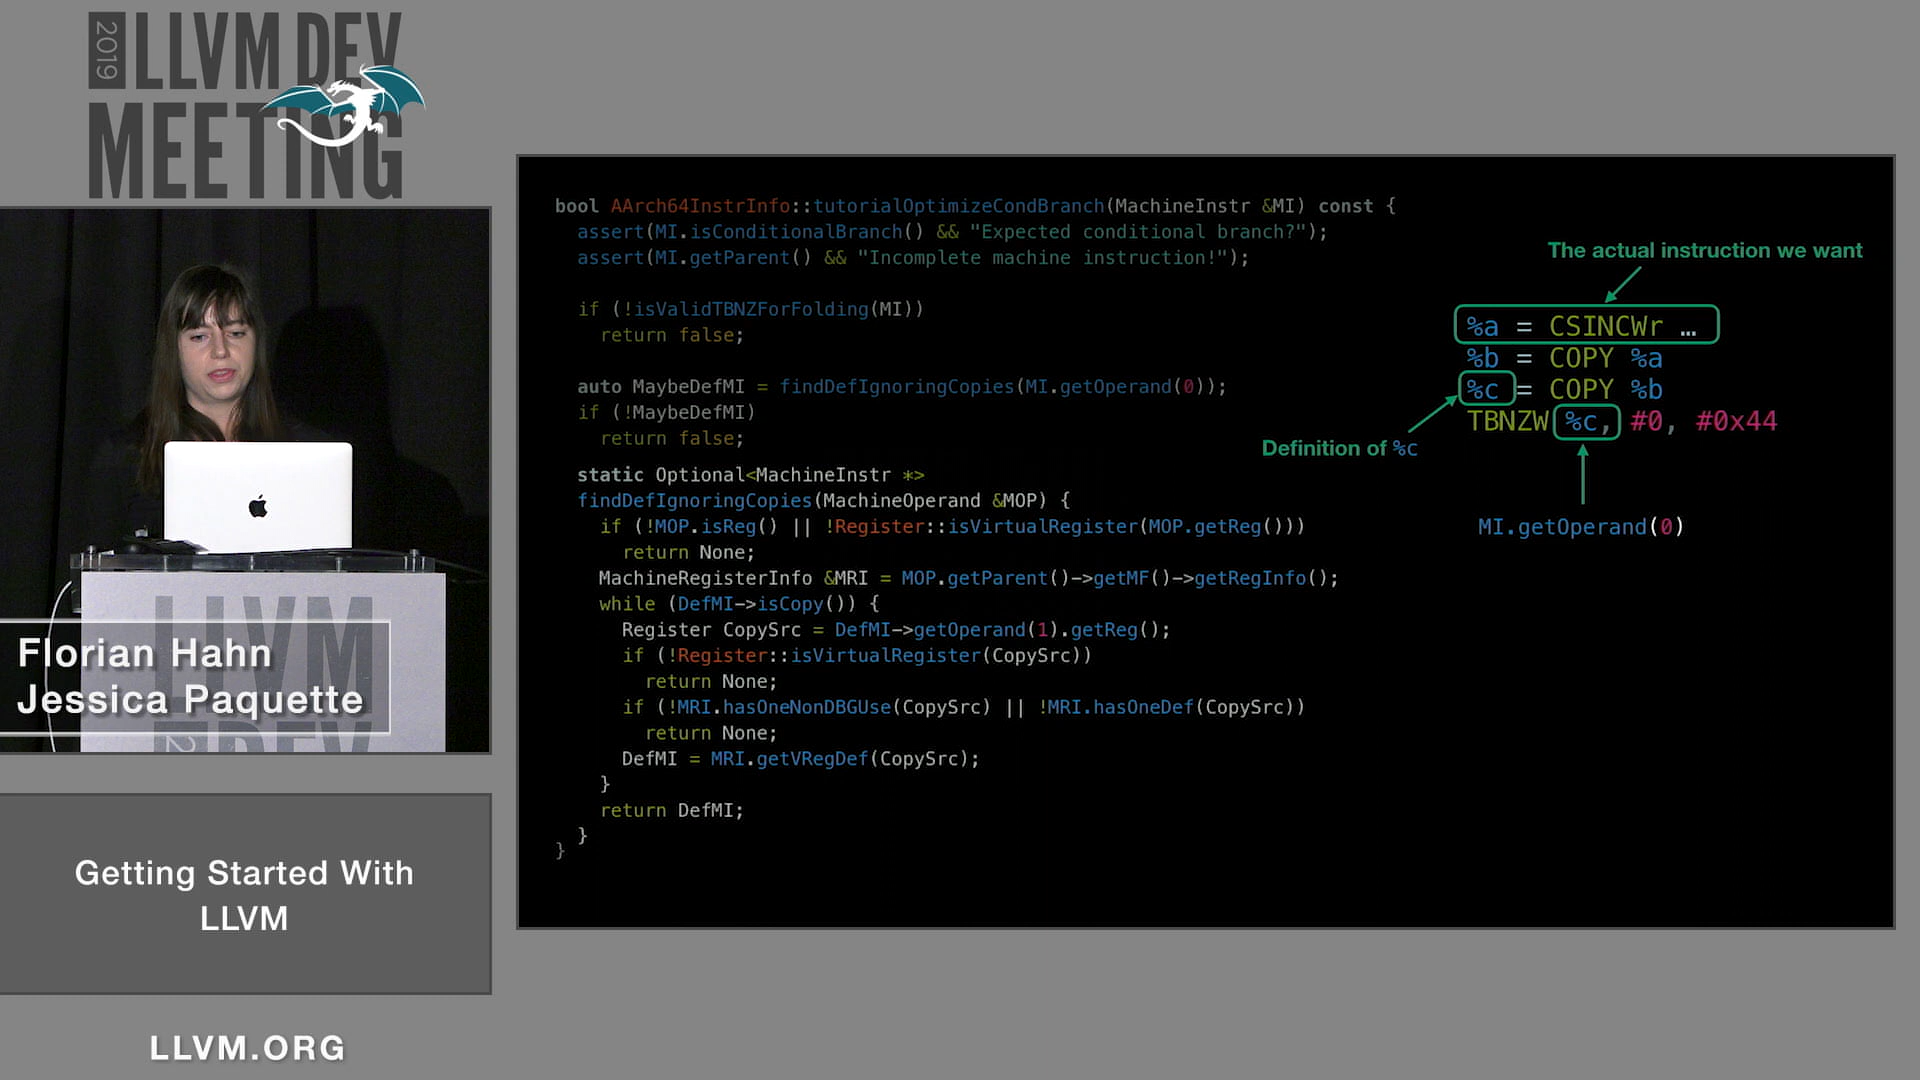 2019
LLVM DEV
MEETING
bool AArch64InstrInfo::tutorialOptimizeCondBranch(MachineInstr &MI) const {
assert(MI.isConditionalBranch() && "Expected conditional branch?");
assert(MI.getParent() && "Incomplete machine instruction!");
if (!isValidTBNZForFolding(MI))
return false;
auto MaybeDefMI = findDefIgnoringCopies(MI.getOperand(0));
if (!MaybeDefMI)
return false;
static Optional<MachineInstr *>
findDefIgnoringCopies(MachineOperand &MOP) {
if (!MOP.isReg() || !Register::isVirtualRegister(MOP.getReg()))
return None;
MachineRegisterInfo &MRI = MOP.getParent()->getMF()->getRegInfo();
while (DefMI->isCopy()) {
Register CopySrc = DefMI->getOperand(1).getReg();
if (!Register::isVirtualRegister(CopySrc))
return None;
if (!MRI.hasOneNonDBGUse(CopySrc) || !MRI.hasOneDef(CopySrc))
return None;
DefMI = MRI.getVRegDef(CopySrc);
}
return DefMI;
}
}
The actual instruction we want
%a = CSINCWr …
%b = COPY %a
%c = COPY %b
TBNZW %c, #0, #0x44
Definition of %c
MI.getOperand(0)
LLVM
DEV
Florian Hahn
Jessica Paquette
Getting Started With
LLVM
LLVM.ORG